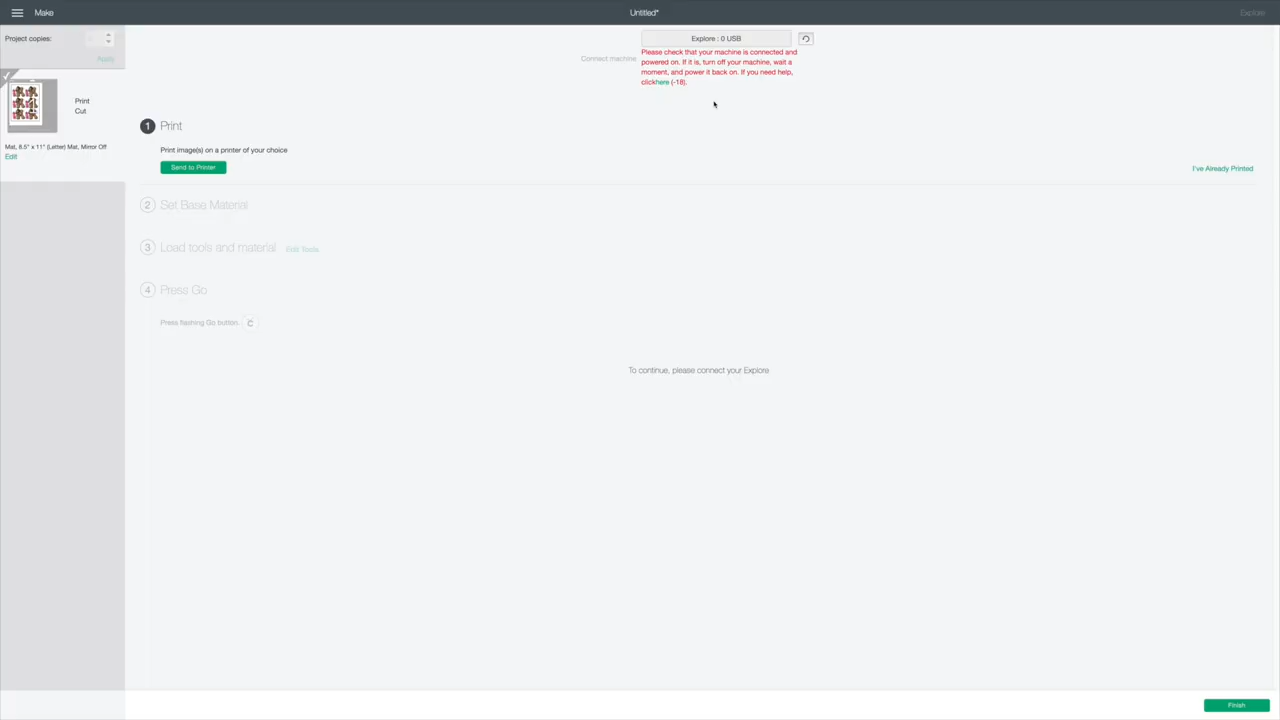 Make
Untitled*
Explore
Project copies:
Apply
Explore : 0 USB
Connect machine
Please check that your machine is connected and
powered on. If it is, turn off your machine, wait a
moment, and power it back on. If you need help,
clickhere (-18).
Print
Cut
Mat, 8.5" x 11" (Letter) Mat, Mirror Off
Edit
1 Print
Print image(s) on a printer of your choice
Send to Printer
I've Already Printed
2 Set Base Material
3 Load tools and material Edit Tools
4 Press Go
Press flashing Go button.
To continue, please connect your Explore
Finish